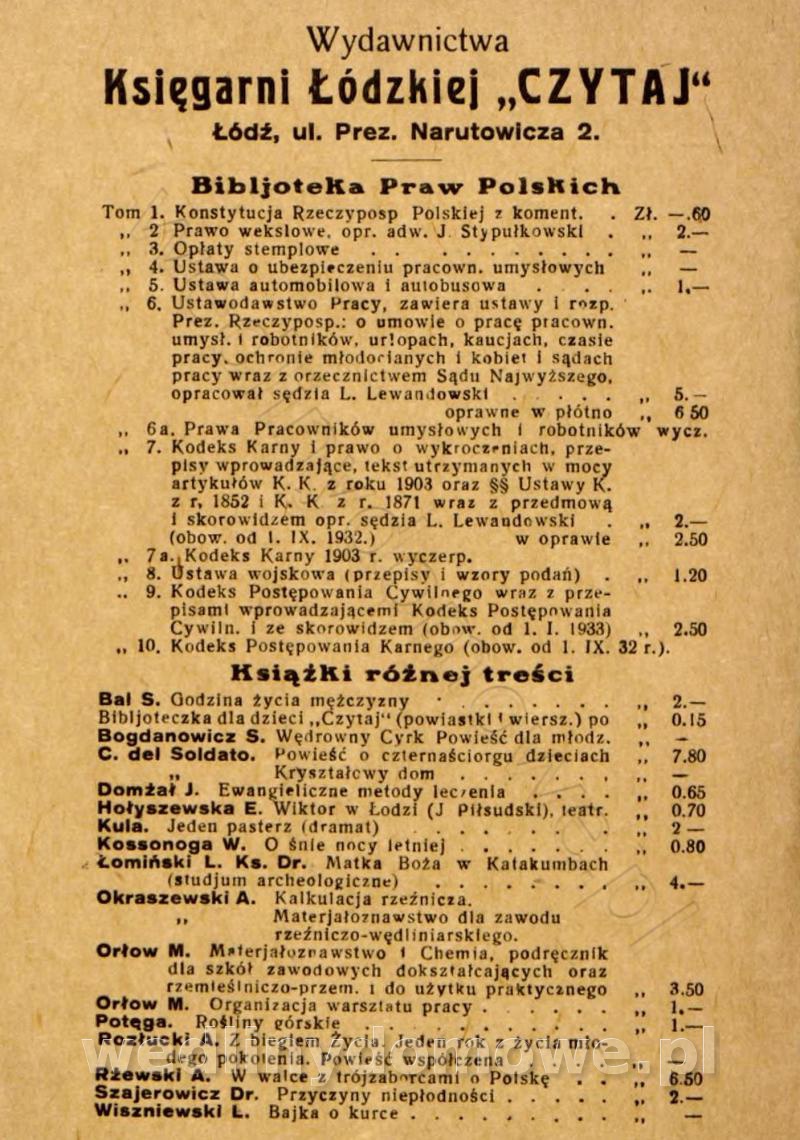 Wydawnictwa
Księgarni Łódzkiej „CZYTAJ“
Łódź, ul. Prez. Narutowicza 2.
Bibljoteka Praw Polskich
Tom 1. Konstytucja Rzeczyposp Polskiej z koment. . Zł. —.60
„ 2 Prawo wekslowe, opr. adw. J. Stypułkowski . „ 2.—
„ 3. Opłaty stemplowe . . . . . . . . . . „ —
„ 4. Ustawa o ubezpieczeniu pracown. umysłowych „ —
„ 5. Ustawa automobilowa i autobusowa . . . . „ 1.—
„ 6. Ustawodawstwo Pracy, zawiera ustawy i rozp.
Prez. Rzeczyposp.: o umowie o pracę pracown.
umysł. i robotników, urlopach, kaucjach, czasie
pracy, ochronie młodocianych i kobiet i sądach
pracy wraz z orzecznictwem Sądu Najwyższego,
opracował sędzia L. Lewandowski . . . . . „ 5.—
oprawne w płótno „ 6 50
„ 6a. Prawa Pracowników umysłowych i robotników wycz.
„ 7. Kodeks Karny i prawo o wykroczeniach, prze-
pisy wprowadzające, tekst utrzymanych w mocy
artykułów K. K. z roku 1903 oraz §§ Ustawy K.
z r. 1852 i K. K z r. 1871 wraz z przedmową
i skorowidzem opr. sędzia L. Lewandowski . „ 2.—
(obow. od 1. IX. 1932.) w oprawie „ 2.50
„ 7a. Kodeks Karny 1903 r. wyczerp.
„ 8. Ustawa wojskowa (przepisy i wzory podań) . „ 1.20
„ 9. Kodeks Postępowania Cywilnego wraz z prze-
pisami wprowadzającemi Kodeks Postępowania
Cywiln. i ze skorowidzem (obow. od 1. I. 1933) „ 2.50
„ 10. Kodeks Postępowania Karnego (obow. od 1. IX. 32 r.).
Książki różnej treści
Bal S. Godzina życia mężczyzny . . . . . . . . „ 2.—
Bibljoteczka dla dzieci „Czytaj“ (powiastki i wiersz.) po „ 0.15
Bogdanowicz S. Wędrowny Cyrk Powieść dla młodz. „ —
C. del Soldato. Powieść o czternaściorgu dzieciach „ 7.80
„ Kryształowy dom . . . . . . . „ —
Domżał J. Ewangieliczne metody leczenia . . . . „ 0.65
Hołyszewska E. Wiktor w Łodzi (J Piłsudski), teatr. „ 0.70
Kula. Jeden pasterz (dramat) . . . . . . . „ 2 —
Kossonoga W. O śnie nocy letniej . . . . . . . „ 0.80
Łomiński L. Ks. Dr. Matka Boża w Katakumbach
(studjum archeologiczne) . . . . . . . . „ 4.—
Okraszewski A. Kalkulacja rzeźnicza.
„ Materjałoznawstwo dla zawodu
rzeźniczo-wędliniarskiego.
Orłow M. Materjałoznawstwo i Chemia, podręcznik
dla szkół zawodowych dokształcających oraz
rzemieślniczo-przem. i do użytku praktycznego „ 3.50
Orłow M. Organizacja warsztatu pracy . . . . . . „ 1.—
Potęga. Rośliny górskie . . . . . . . . . . „ 1.—
Rozłucki A. Z biegiem Życia. Jeden rok z życia mło-
dego pokolenia. Powieść współczesna . „ —
Rżewski A. W walce z trójzaborcami o Polskę . . „ 6.50
Szajerowicz Dr. Przyczyny niepłodności . . . . . „ 2.—
Wiszniewski L. Bajka o kurce . . . . . . . . . „ —